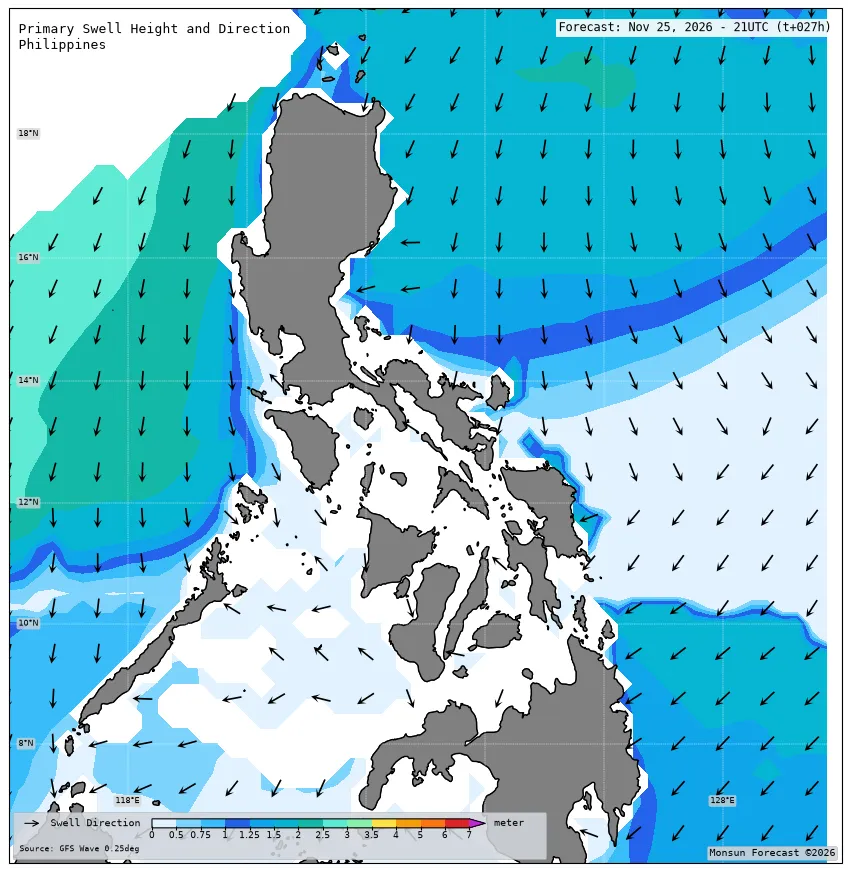 Primary Swell Height and Direction
Philippines
Forecast: Nov 25, 2026 - 21UTC (t+027h)
18°N
16°N
14°N
12°N
10°N
8°N
118°E
128°E
Swell Direction
0 0.5 0.75 1 1.25 1.5 2 2.5 3 3.5 4 5 6 7
meter
Source: GFS Wave 0.25deg
Monsun Forecast ©2026